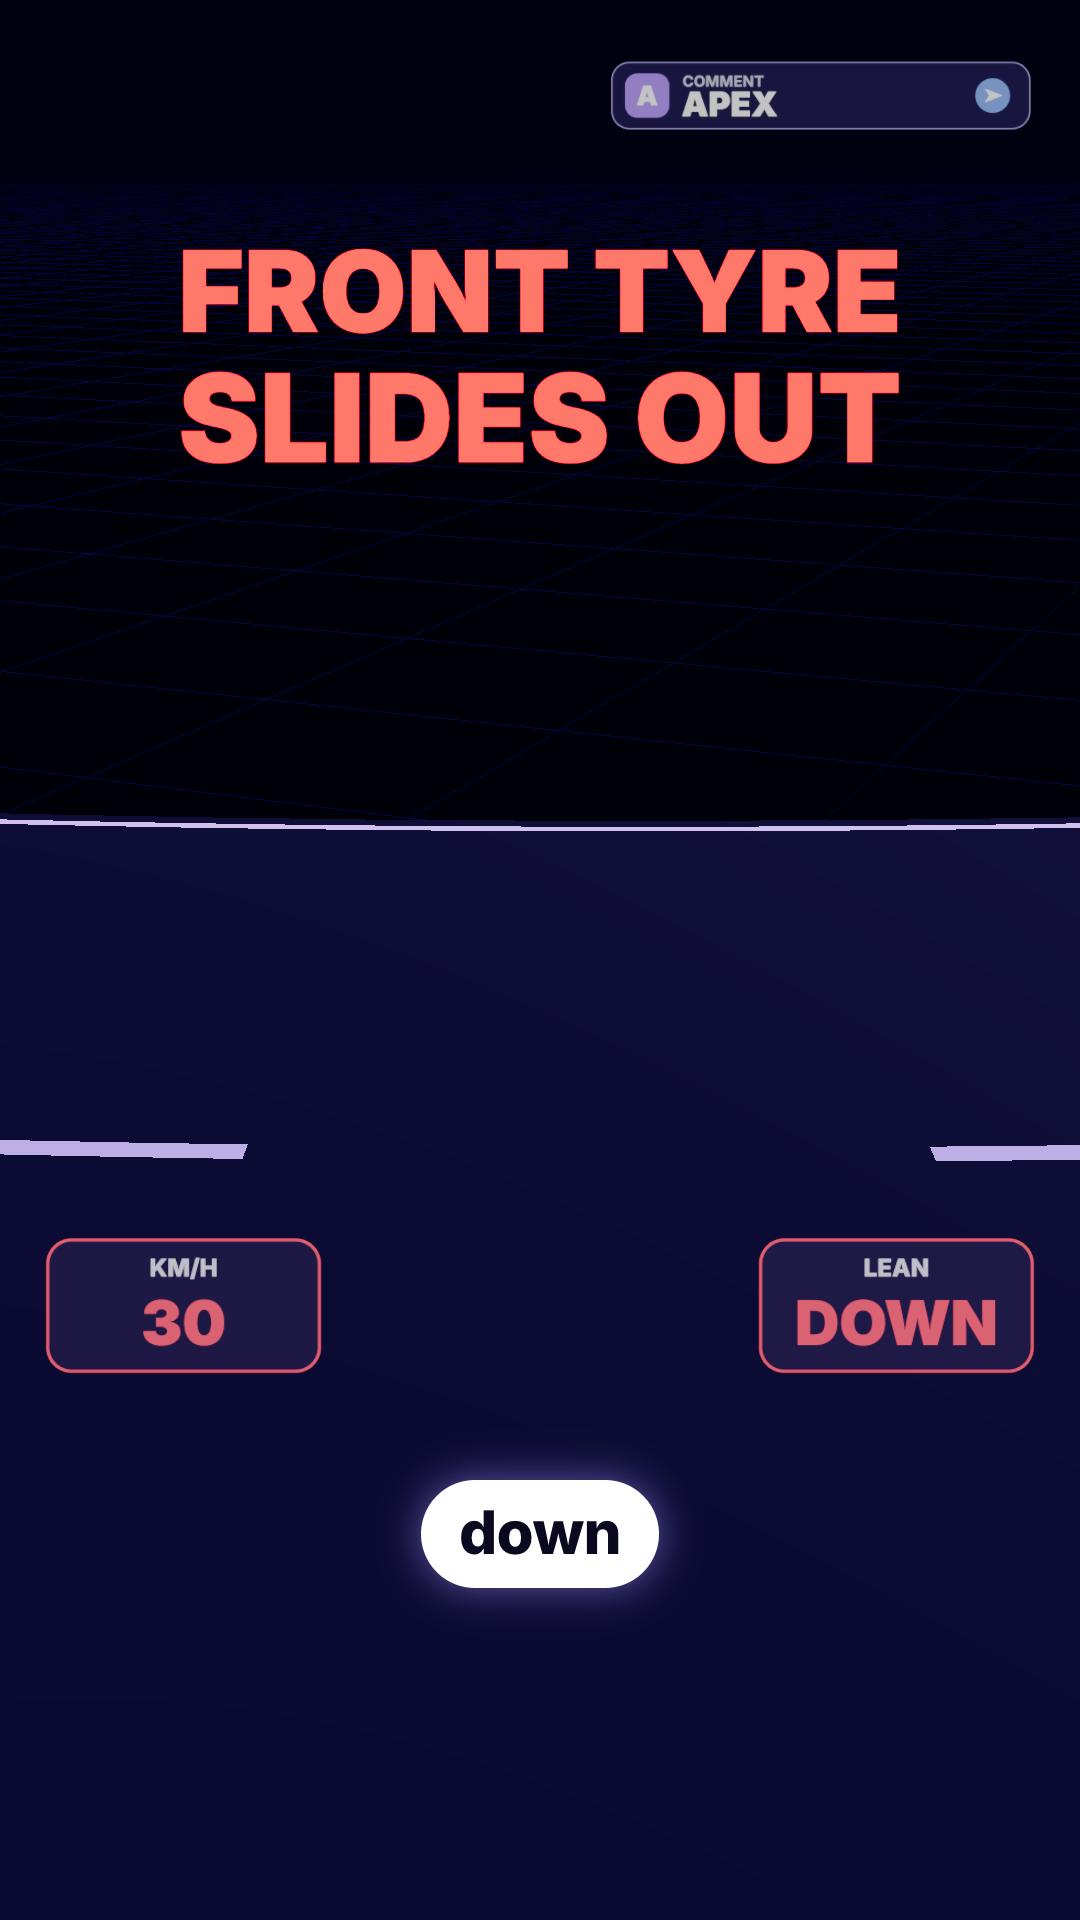 A
COMMENT
APEX
FRONT TYRE
SLIDES OUT
KM/H
30
LEAN
DOWN
down